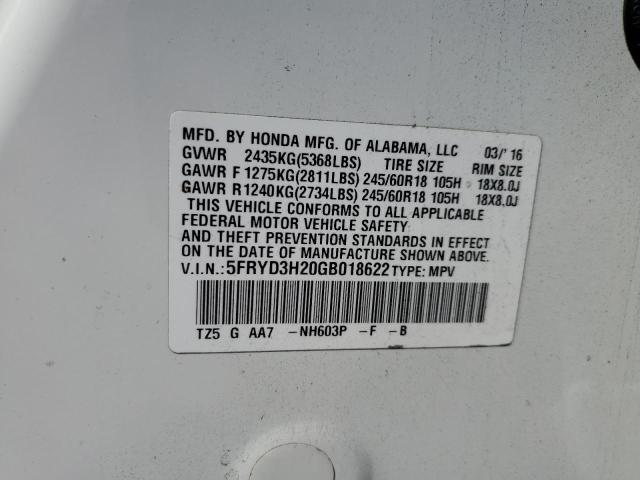 MFD. BY HONDA MFG. OF ALABAMA, LLC 03/'16
GVWR 2435KG(5368LBS) TIRE SIZE RIM SIZE
GAWR F 1275KG(2811LBS) 245/60R18 105H 18X8.0J
GAWR R 1240KG(2734LBS) 245/60R18 105H 18X8.0J
THIS VEHICLE CONFORMS TO ALL APPLICABLE
FEDERAL MOTOR VEHICLE SAFETY
AND THEFT PREVENTION STANDARDS IN EFFECT
ON THE DATE OF MANUFACTURE SHOWN ABOVE.
V.I.N.: 5FRYD3H20GB018622 TYPE: MPV
TZ5 G AA7 -NH603P -F -B